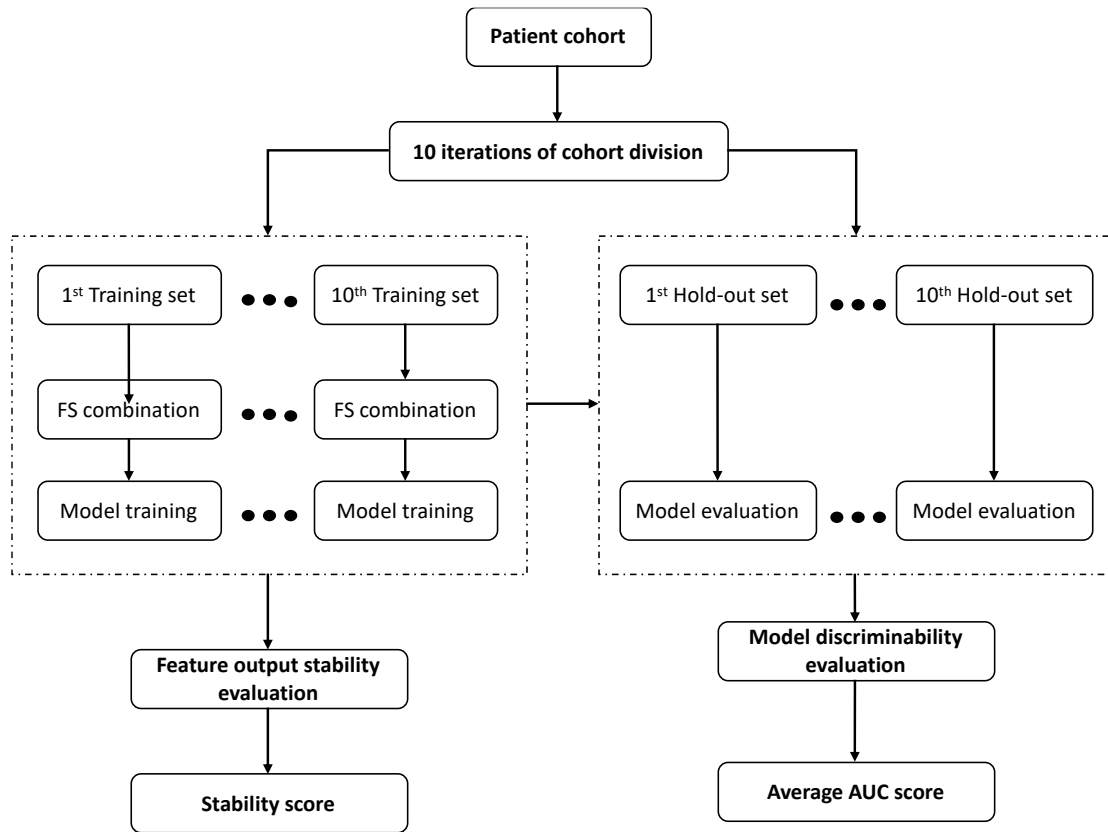 Patient cohort
10 iterations of cohort division
1st Training set
10th Training set
1st Hold-out set
10th Hold-out set
FS combination
FS combination
Model training
Model training
Model evaluation
Model evaluation
Feature output stability
evaluation
Model discriminability
evaluation
Stability score
Average AUC score